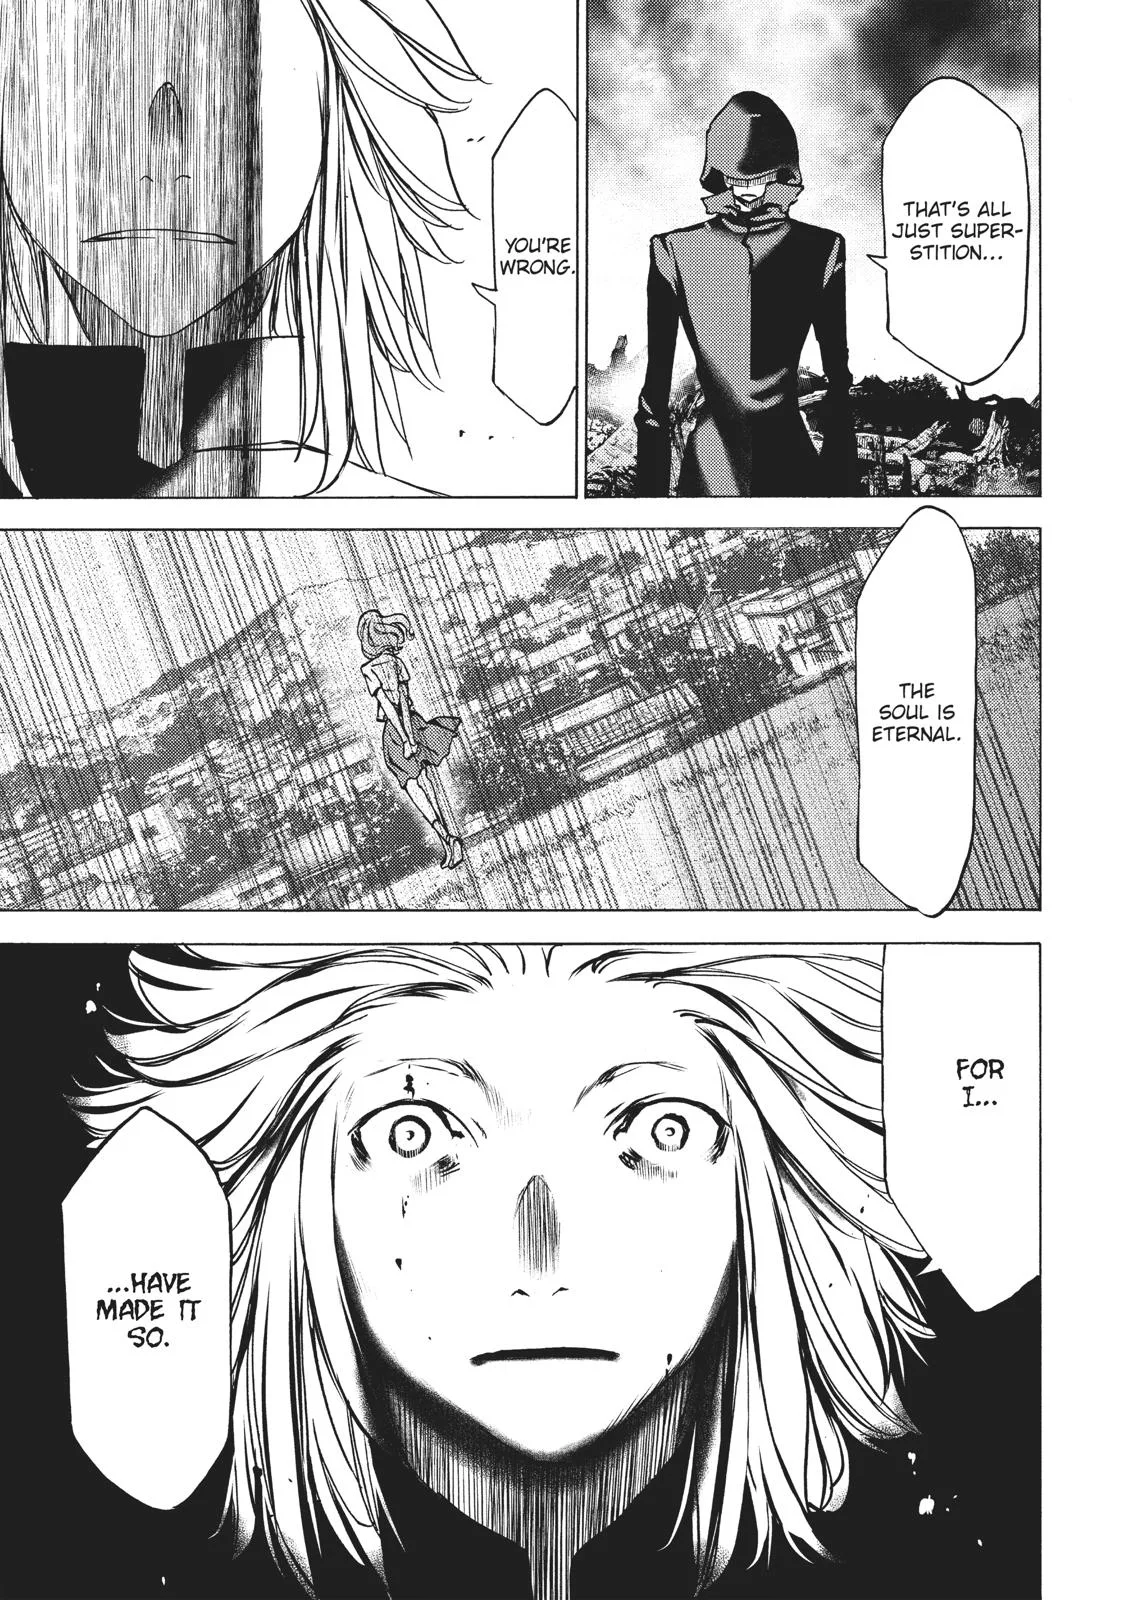 THAT'S ALL
JUST SUPER-
STITION...
YOU'RE
WRONG.
THE
SOUL IS
ETERNAL.
FOR
I...
...HAVE
MADE IT
SO.